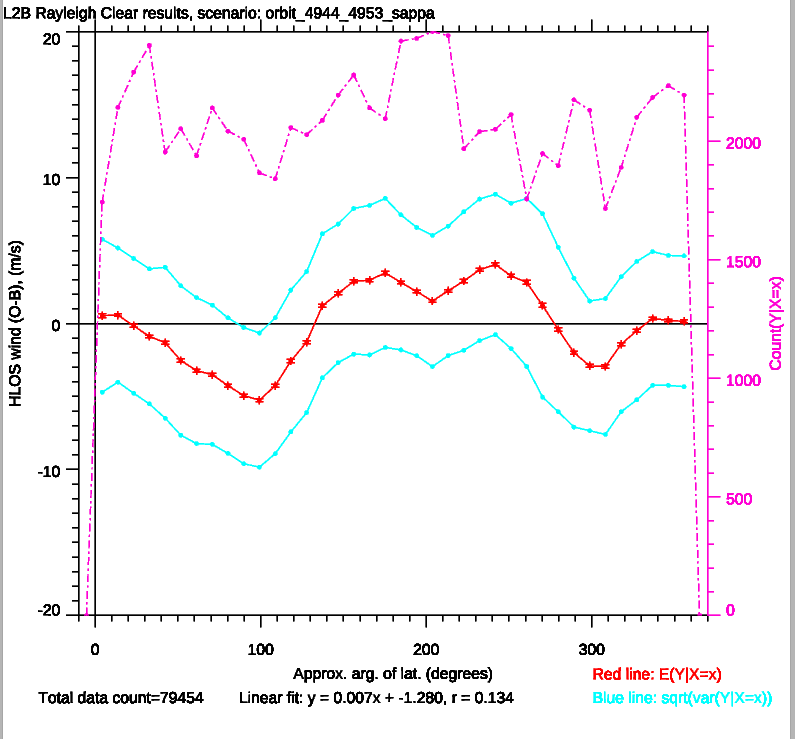 L2B Rayleigh Clear results, scenario: orbit_4944_4953_sappa
20
10
0
-10
-20
HLOS wind (O-B), (m/s)
2000
1500
1000
500
0
Count(Y|X=x)
0 100 200 300
Approx. arg. of lat. (degrees)
Red line: E(Y|X=x)
Total data count=79454 Linear fit: y = 0.007x + -1.280, r = 0.134 Blue line: sqrt(var(Y|X=x))